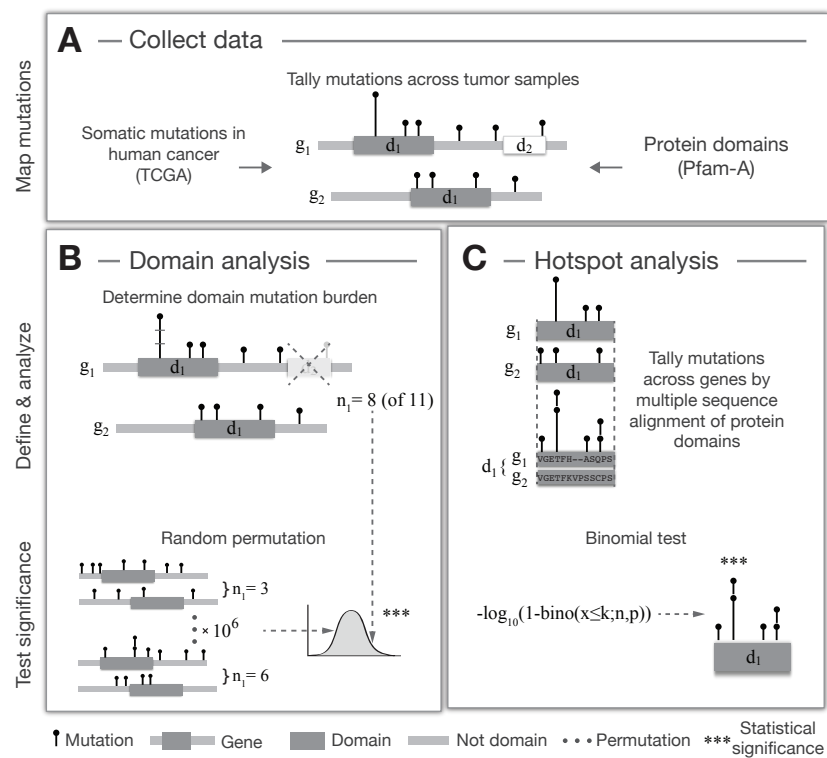 Map mutations
A Collect data
Tally mutations across tumor samples
Somatic mutations in
human cancer
(TCGA)
g1 d1 d2
g2 d1
Protein domains
(Pfam-A)
Define & analyze
B Domain analysis
Determine domain mutation burden
g1 d1
n1= 8 (of 11)
g2 d1
Test significance
Random permutation
}n1= 3
× 10^6
}n1= 6
***
C Hotspot analysis
g1 d1
g2 d1
Tally mutations
across genes by
multiple sequence
alignment of protein
domains
d1{ g1 VGETFH--ASQPS
g2 VGETFKVPSSCPS
Binomial test
***
-log10(1-bino(x≤k;n,p))
d1
Mutation
Gene
Domain
Not domain
Permutation
*** Statistical
significance